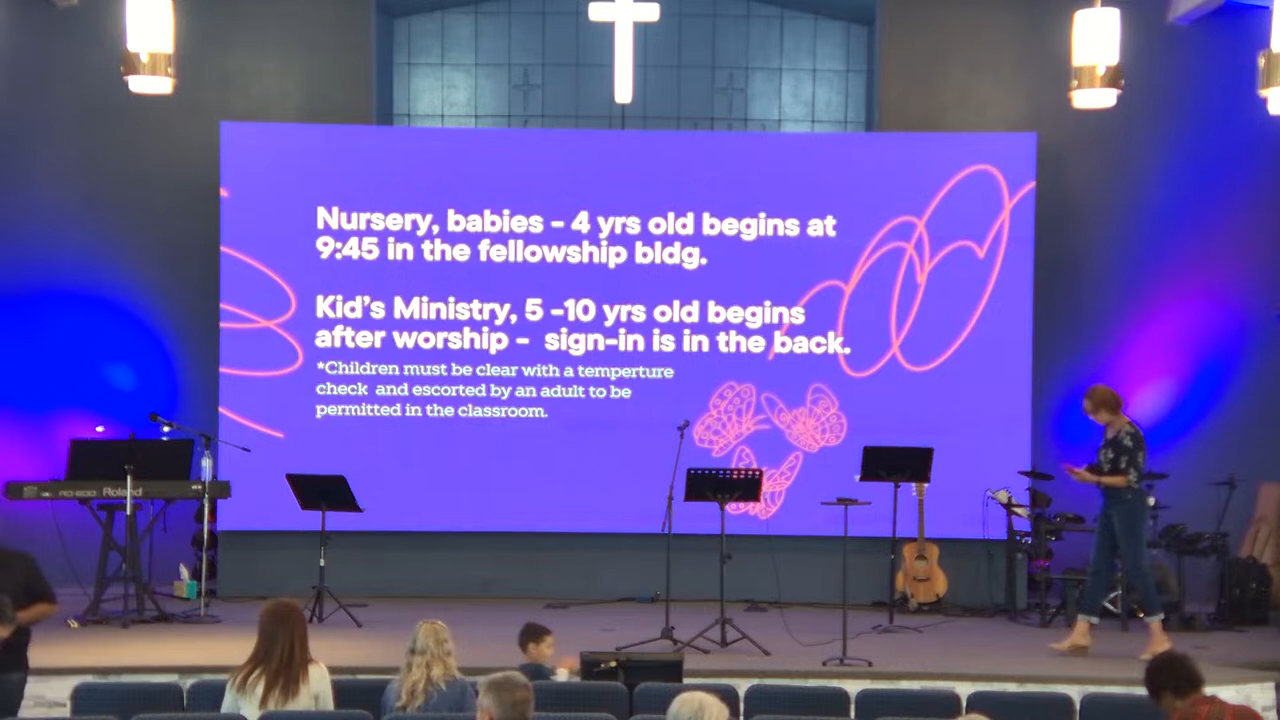 Nursery, babies - 4 yrs old begins at
9:45 in the fellowship bldg.
Kid's Ministry, 5 -10 yrs old begins
after worship - sign-in is in the back.
*Children must be clear with a temperture
check and escorted by an adult to be
permitted in the classroom.
Roland